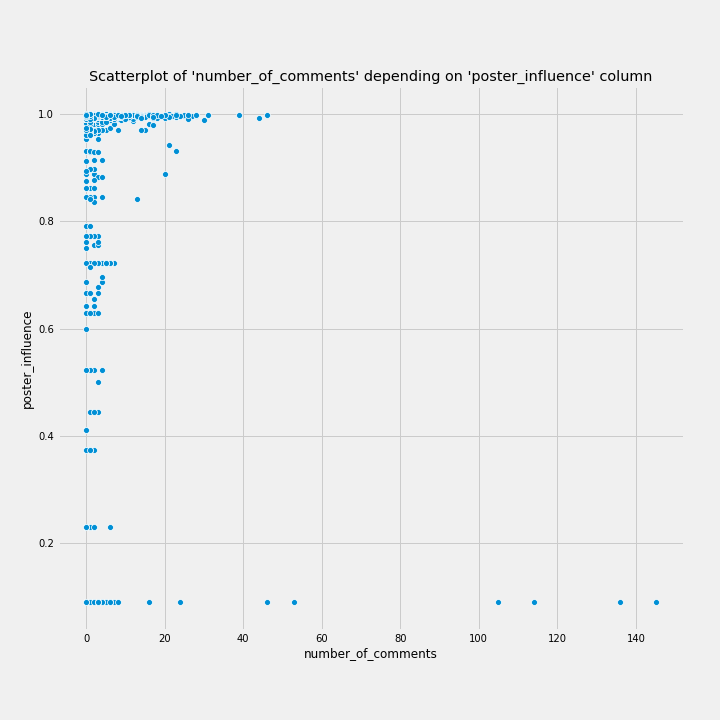 Scatterplot of 'number_of_comments' depending on 'poster_influence' column
1.0
0.8
0.6
0.4
0.2
poster_influence
0 20 40 60 80 100 120 140
number_of_comments